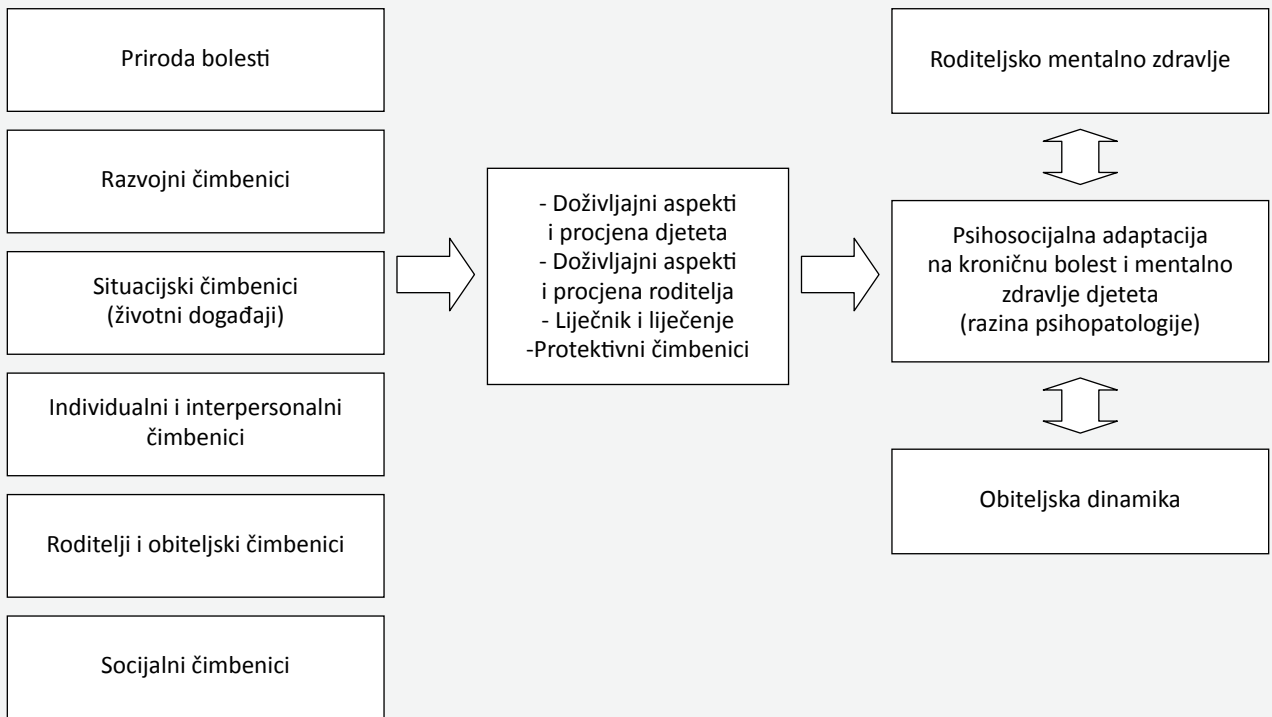 Priroda bolesti
Razvojni čimbenici
Situacijski čimbenici
(životni događaji)
Individualni i interpersonalni
čimbenici
Roditelji i obiteljski čimbenici
Socijalni čimbenici
- Doživljajni aspekti
i procjena djeteta
- Doživljajni aspekti
i procjena roditelja
- Liječnik i liječenje
-Protektivni čimbenici
Roditeljsko mentalno zdravlje
Psihosocijalna adaptacija
na kroničnu bolest i mentalno
zdravlje djeteta
(razina psihopatologije)
Obiteljska dinamika